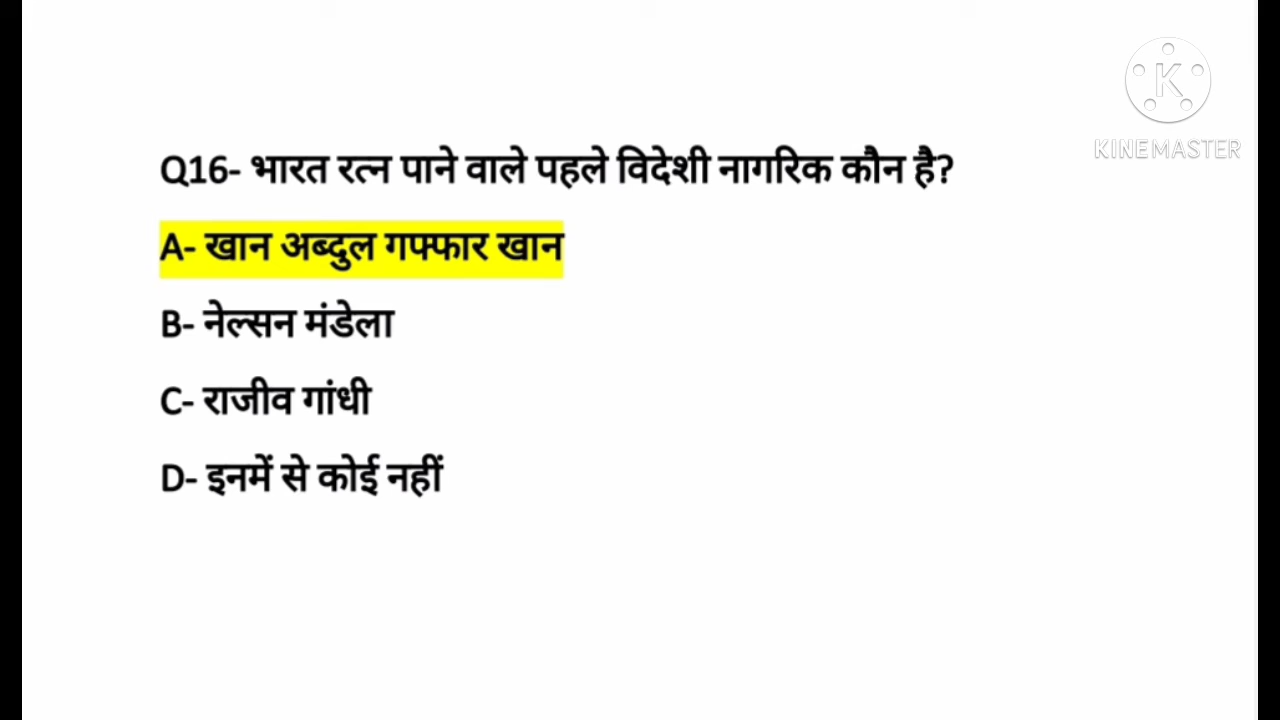 KINEMASTER
Q16- भारत रत्न पाने वाले पहले विदेशी नागरिक कौन है?
A- खान अब्दुल गफ्फार खान
B- नेल्सन मंडेला
C- राजीव गांधी
D- इनमें से कोई नहीं